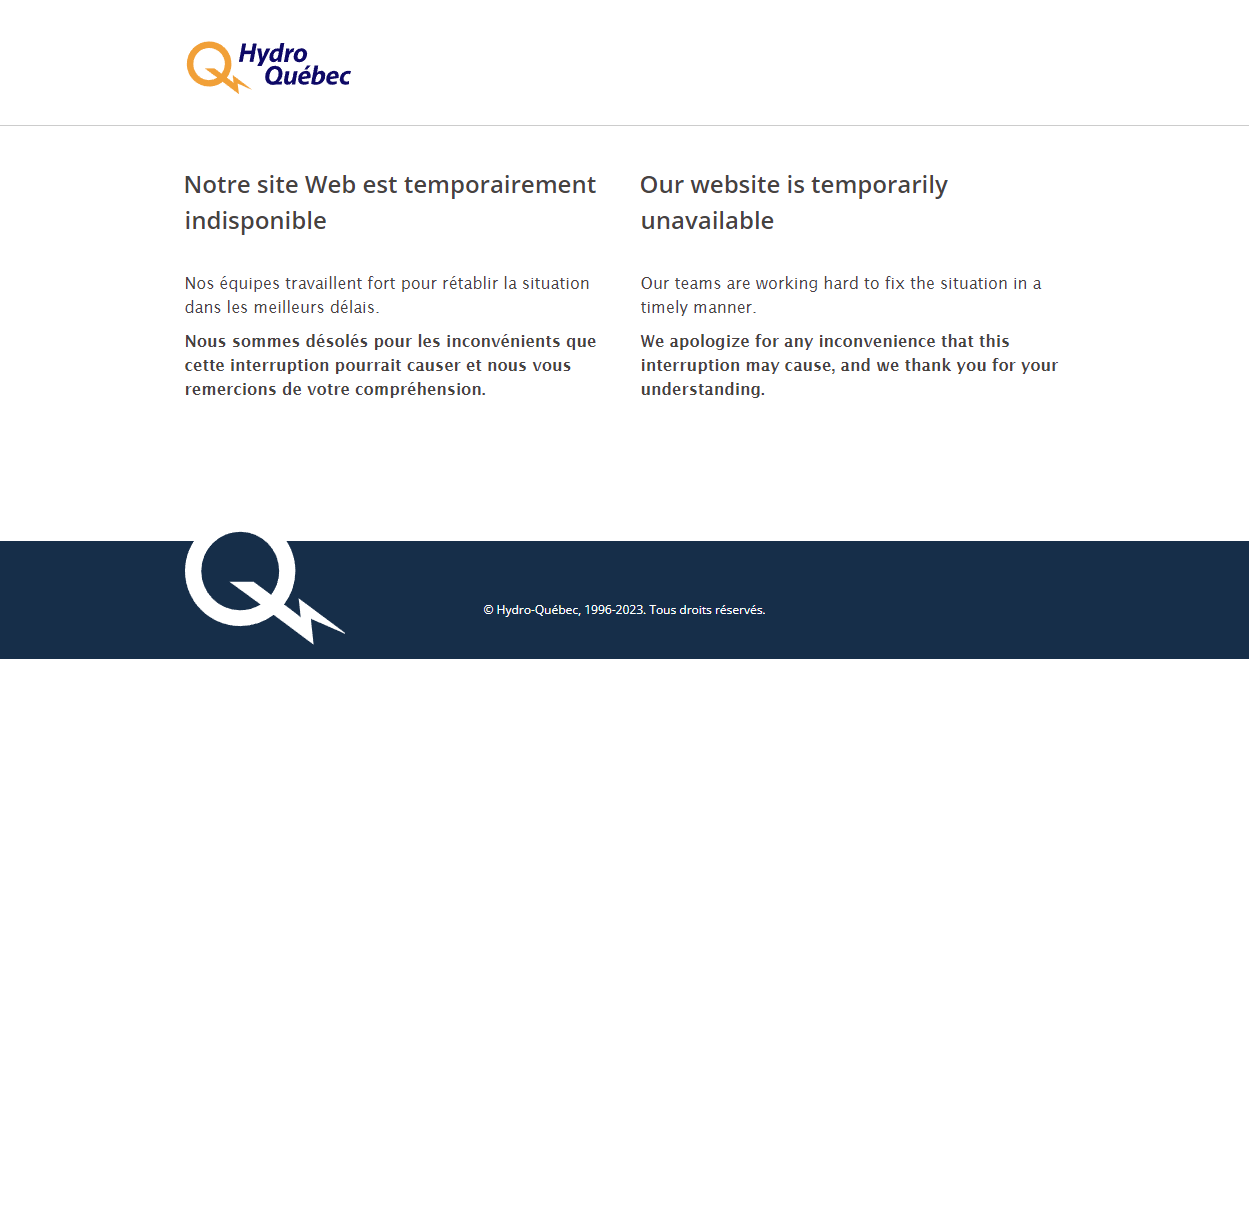 Hydro
Québec
Notre site Web est temporairement
indisponible
Nos équipes travaillent fort pour rétablir la situation
dans les meilleurs délais.
Nous sommes désolés pour les inconvénients que
cette interruption pourrait causer et nous vous
remercions de votre compréhension.
Our website is temporarily
unavailable
Our teams are working hard to fix the situation in a
timely manner.
We apologize for any inconvenience that this
interruption may cause, and we thank you for your
understanding.
© Hydro-Québec, 1996-2023. Tous droits réservés.